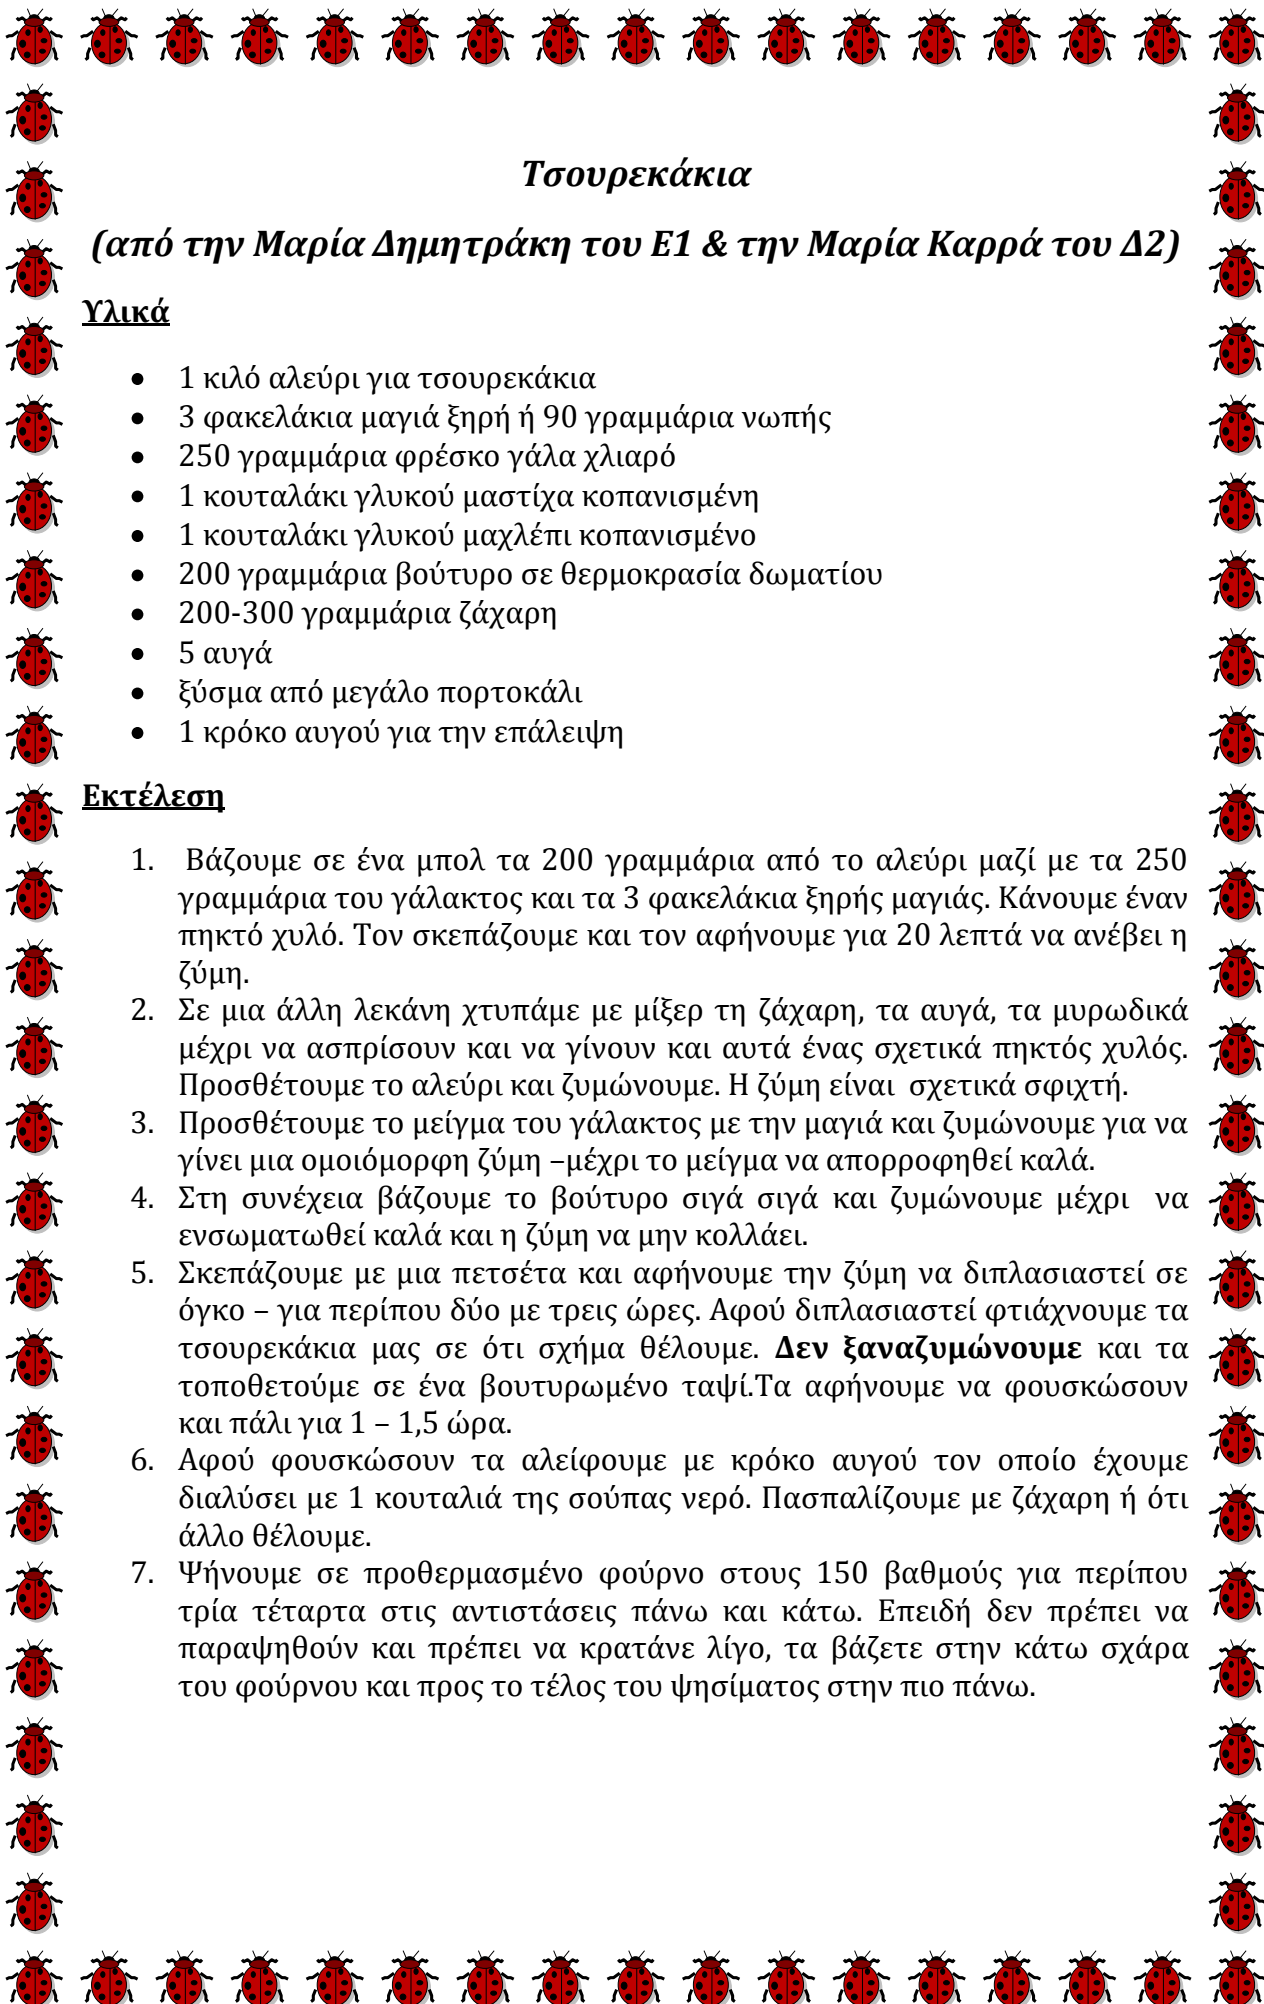 Τσουρεκάκια
(από την Μαρία Δημητράκη του Ε1 & την Μαρία Καρρά του Δ2)
Υλικά
• 1 κιλό αλεύρι για τσουρεκάκια
• 3 φακελάκια μαγιά ξηρή ή 90 γραμμάρια νωπής
• 250 γραμμάρια φρέσκο γάλα χλιαρό
• 1 κουταλάκι γλυκού μαστίχα κοπανισμένη
• 1 κουταλάκι γλυκού μαχλέπι κοπανισμένο
• 200 γραμμάρια βούτυρο σε θερμοκρασία δωματίου
• 200-300 γραμμάρια ζάχαρη
• 5 αυγά
• ξύσμα από μεγάλο πορτοκάλι
• 1 κρόκο αυγού για την επάλειψη
Εκτέλεση
1. Βάζουμε σε ένα μπολ τα 200 γραμμάρια από το αλεύρι μαζί με τα 250
γραμμάρια του γάλακτος και τα 3 φακελάκια ξηρής μαγιάς. Κάνουμε έναν
πηκτό χυλό. Τον σκεπάζουμε και τον αφήνουμε για 20 λεπτά να ανέβει η
ζύμη.
2. Σε μια άλλη λεκάνη χτυπάμε με μίξερ τη ζάχαρη, τα αυγά, τα μυρωδικά
μέχρι να ασπρίσουν και να γίνουν και αυτά ένας σχετικά πηκτός χυλός.
Προσθέτουμε το αλεύρι και ζυμώνουμε. Η ζύμη είναι σχετικά σφιχτή.
3. Προσθέτουμε το μείγμα του γάλακτος με την μαγιά και ζυμώνουμε για να
γίνει μια ομοιόμορφη ζύμη –μέχρι το μείγμα να απορροφηθεί καλά.
4. Στη συνέχεια βάζουμε το βούτυρο σιγά σιγά και ζυμώνουμε μέχρι να
ενσωματωθεί καλά και η ζύμη να μην κολλάει.
5. Σκεπάζουμε με μια πετσέτα και αφήνουμε την ζύμη να διπλασιαστεί σε
όγκο – για περίπου δύο με τρεις ώρες. Αφού διπλασιαστεί φτιάχνουμε τα
τσουρεκάκια μας σε ότι σχήμα θέλουμε. Δεν ξαναζυμώνουμε και τα
τοποθετούμε σε ένα βουτυρωμένο ταψί.Τα αφήνουμε να φουσκώσουν
και πάλι για 1 – 1,5 ώρα.
6. Αφού φουσκώσουν τα αλείφουμε με κρόκο αυγού τον οποίο έχουμε
διαλύσει με 1 κουταλιά της σούπας νερό. Πασπαλίζουμε με ζάχαρη ή ότι
άλλο θέλουμε.
7. Ψήνουμε σε προθερμασμένο φούρνο στους 150 βαθμούς για περίπου
τρία τέταρτα στις αντιστάσεις πάνω και κάτω. Επειδή δεν πρέπει να
παραψηθούν και πρέπει να κρατάνε λίγο, τα βάζετε στην κάτω σχάρα
του φούρνου και προς το τέλος του ψησίματος στην πιο πάνω.